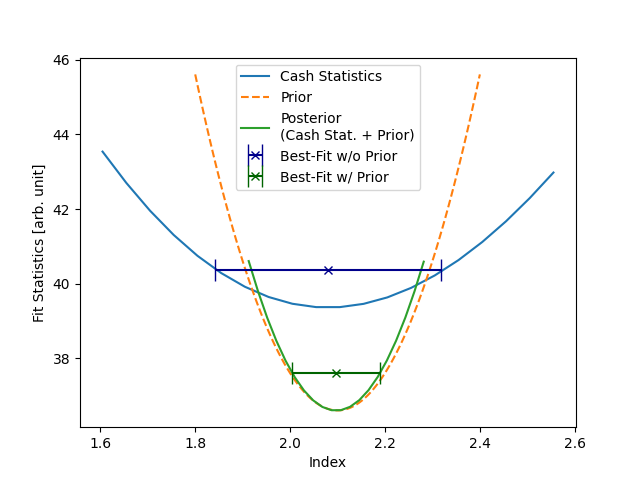 46
44
42
40
38
Fit Statistics [arb. unit]
Cash Statistics
Prior
Posterior
(Cash Stat. + Prior)
Best-Fit w/o Prior
Best-Fit w/ Prior
1.6 1.8 2.0 2.2 2.4 2.6
Index